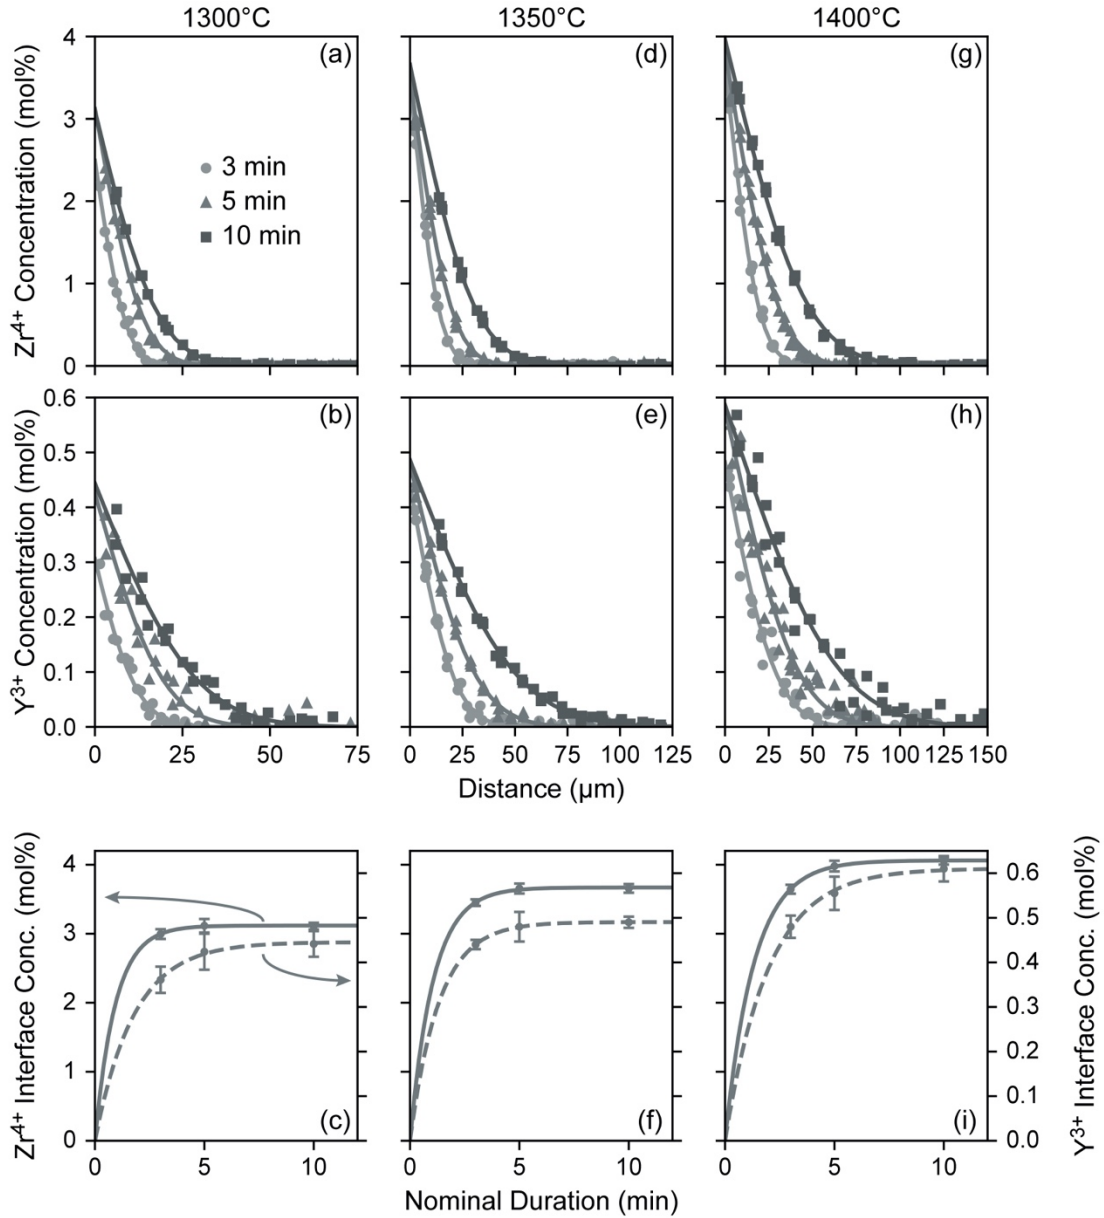 1300°C 1350°C 1400°C
Zr4+ Concentration (mol%)
4
3
2
1
0
(a)
3 min
5 min
10 min
(d)
(g)
Y3+ Concentration (mol%)
0.6
0.5
0.4
0.3
0.2
0.1
0.0
(b)
(e)
(h)
0 25 50 75
0 25 50 75 100 125
0 25 50 75 100 125 150
Distance (µm)
Zr4+ Interface Conc. (mol%)
4
3
2
1
0
(c)
(f)
(i)
0.6
0.5
0.4
0.3
0.2
0.1
0.0
Y3+ Interface Conc. (mol%)
0 5 10
0 5 10
0 5 10
Nominal Duration (min)